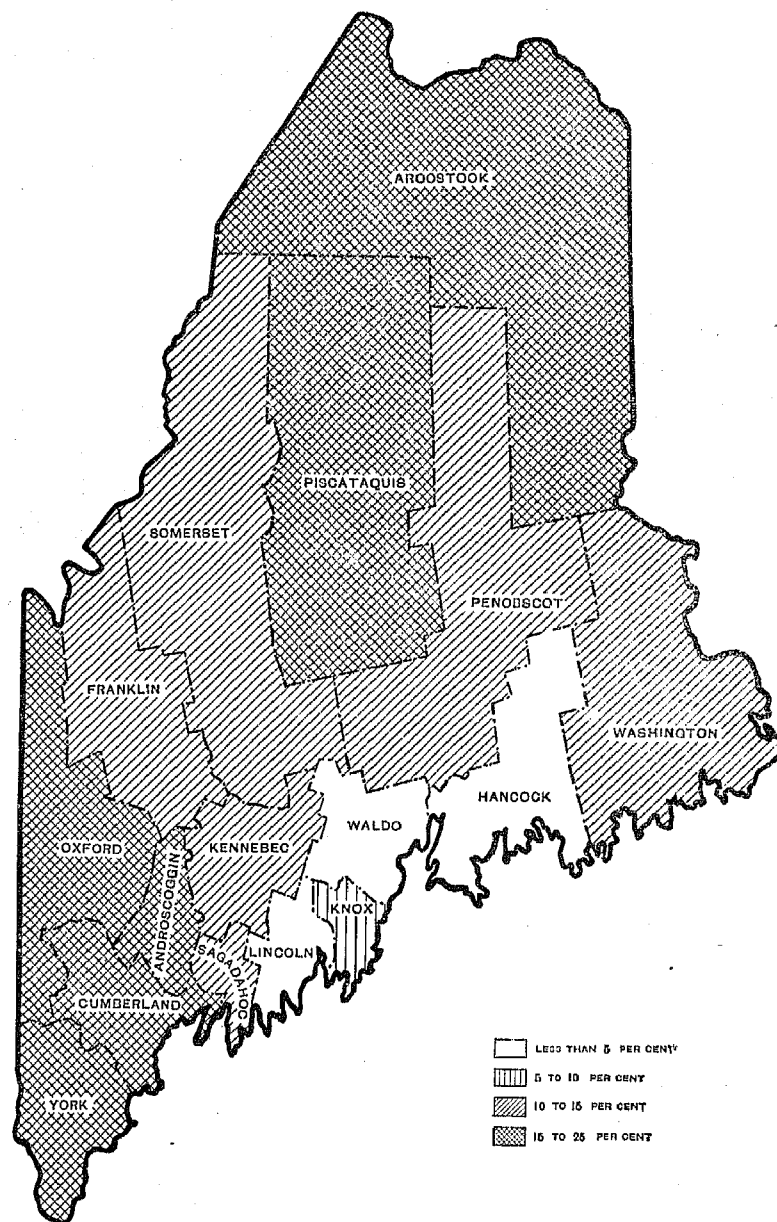 AROOSTOOK
PISCATAQUIS
SOMERSET
PENOBSCOT
FRANKLIN
WASHINGTON
HANCOCK
WALDO
OXFORD
KENNEBEC
ANDROSCOGGIN
KNOX
SAGADAHOC
LINCOLN
CUMBERLAND
YORK
LESS THAN 5 PER CENT
5 TO 10 PER CENT
10 TO 15 PER CENT
15 TO 25 PER CENT